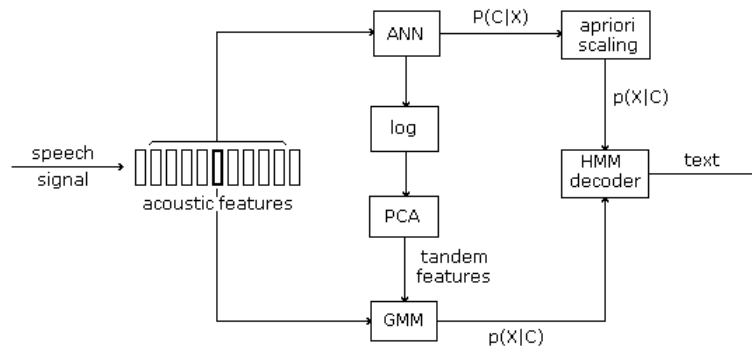 ANN
P(C|X)
apriori
scaling
p(X|C)
log
speech
signal
acoustic features
HMM
decoder
text
PCA
tandem
features
GMM
p(X|C)